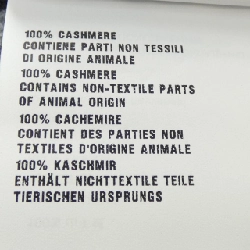 100% CASHMERE
CONTIENE PARTI NON TESSILI
DI ORIGINE ANIMALE
100% CASHMERE
CONTAINS NON-TEXTILE PARTS
OF ANIMAL ORIGIN
100% CACHEMIRE
CONTIENT DES PARTIES NON
TEXTILES D'ORIGINE ANIMALE
100% KASCHMIR
ENTHÄLT NICHTTEXTILE TEILE
TIERISCHEN URSPRUNGS